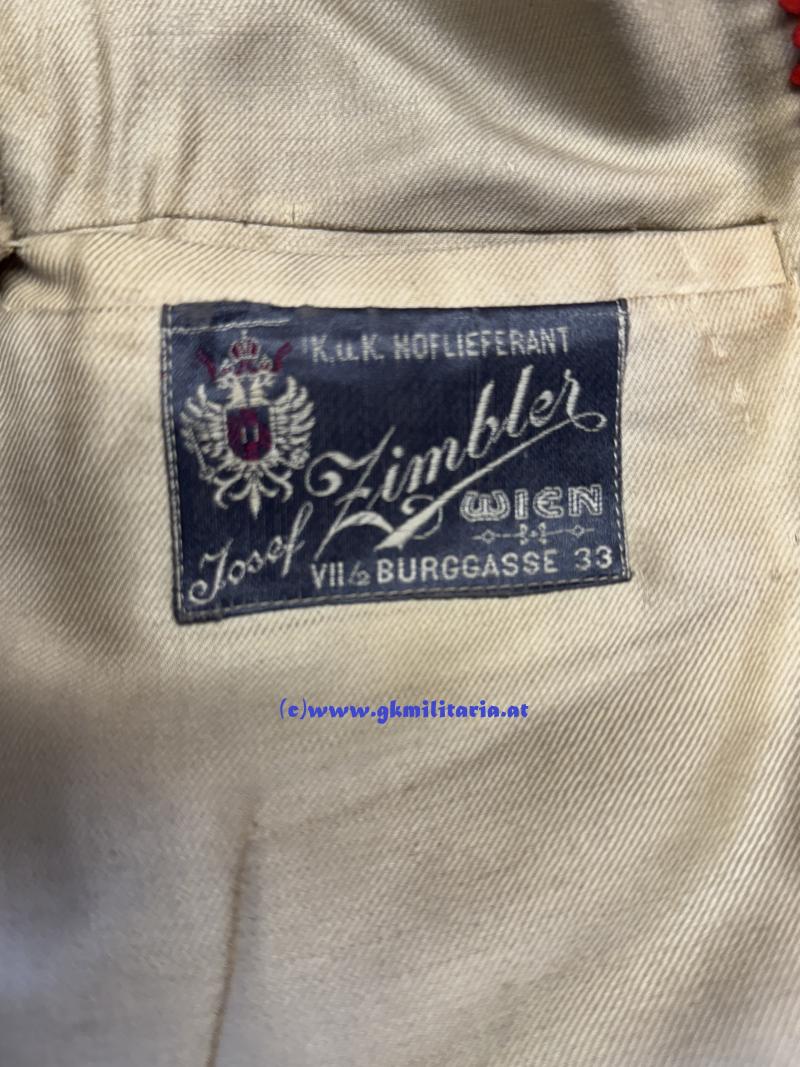 K.u.K. HOFLIEFERANT
Josef Zimbler
WIEN
VII/2 BURGGASSE 33
(c)www.gkmilitaria.at